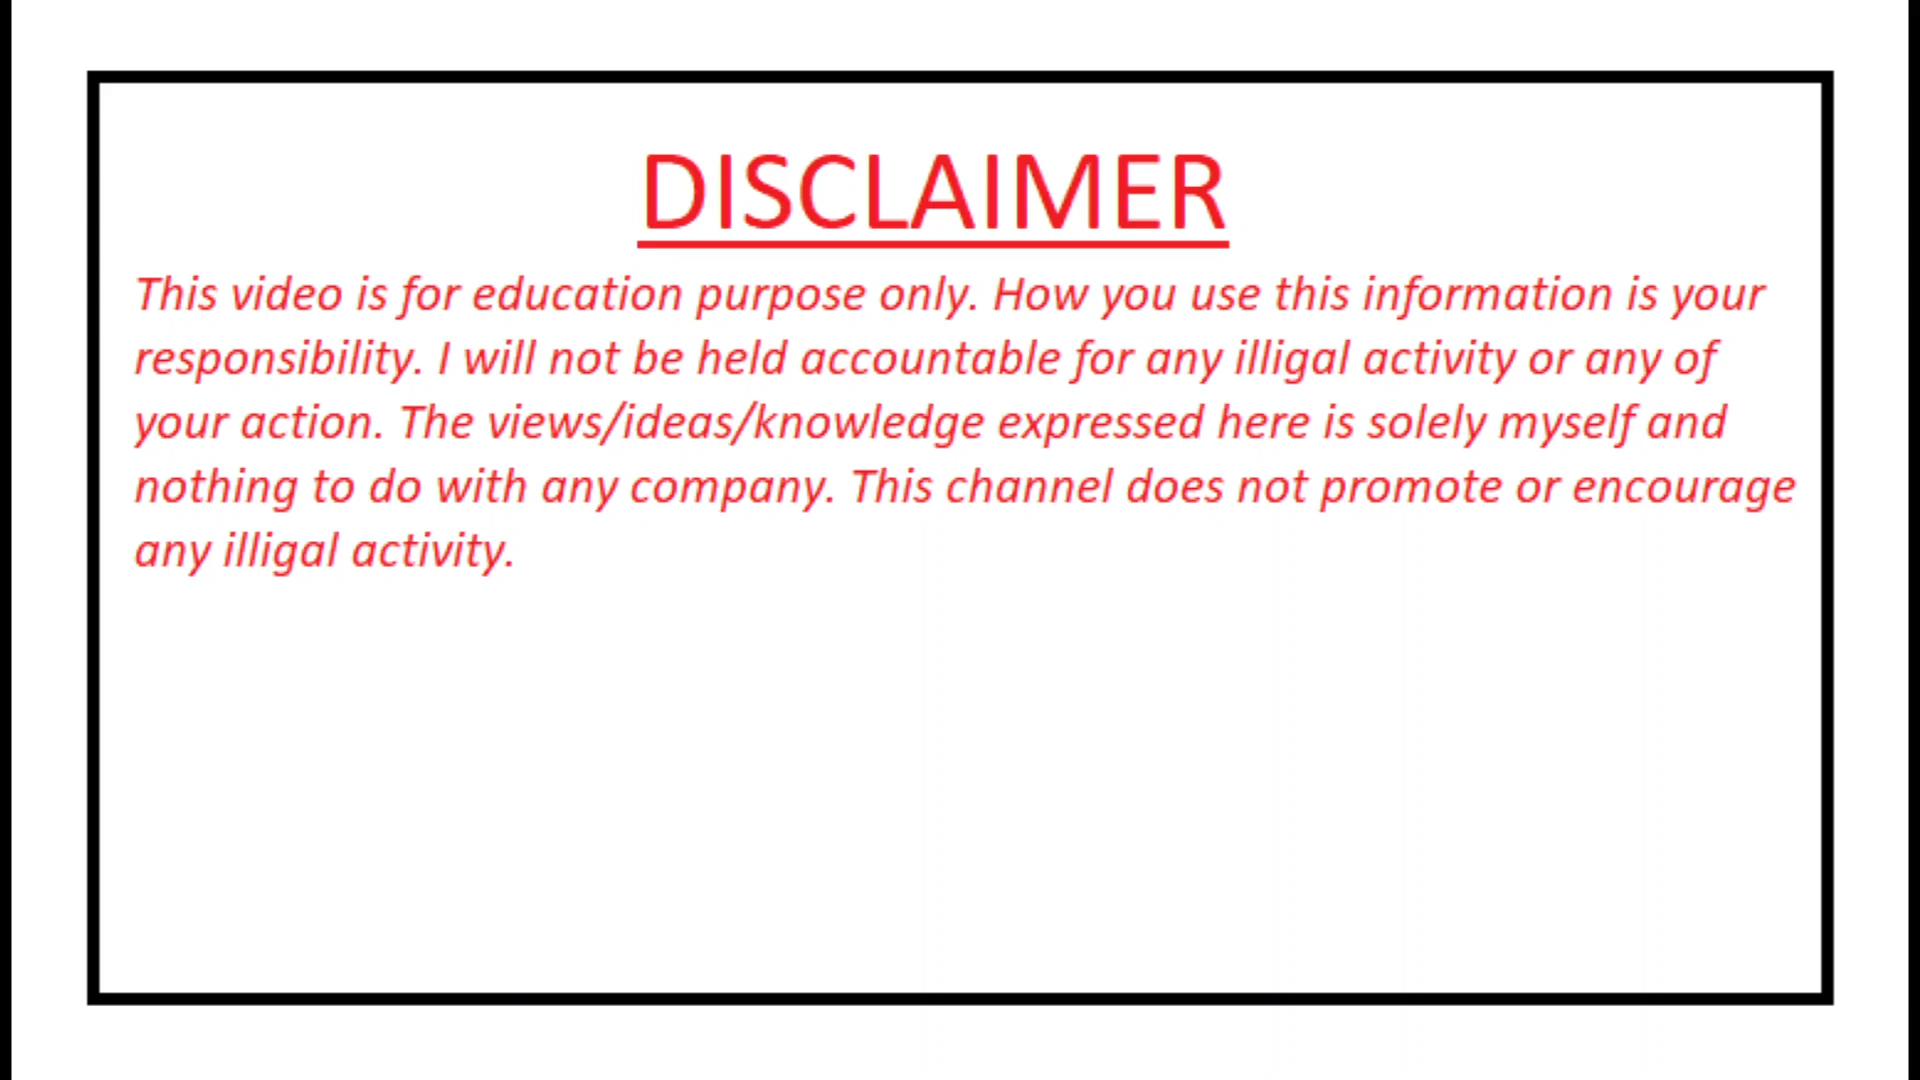 DISCLAIMER
This video is for education purpose only. How you use this information is your
responsibility. I will not be held accountable for any illigal activity or any of
your action. The views/ideas/knowledge expressed here is solely myself and
nothing to do with any company. This channel does not promote or encourage
any illigal activity.